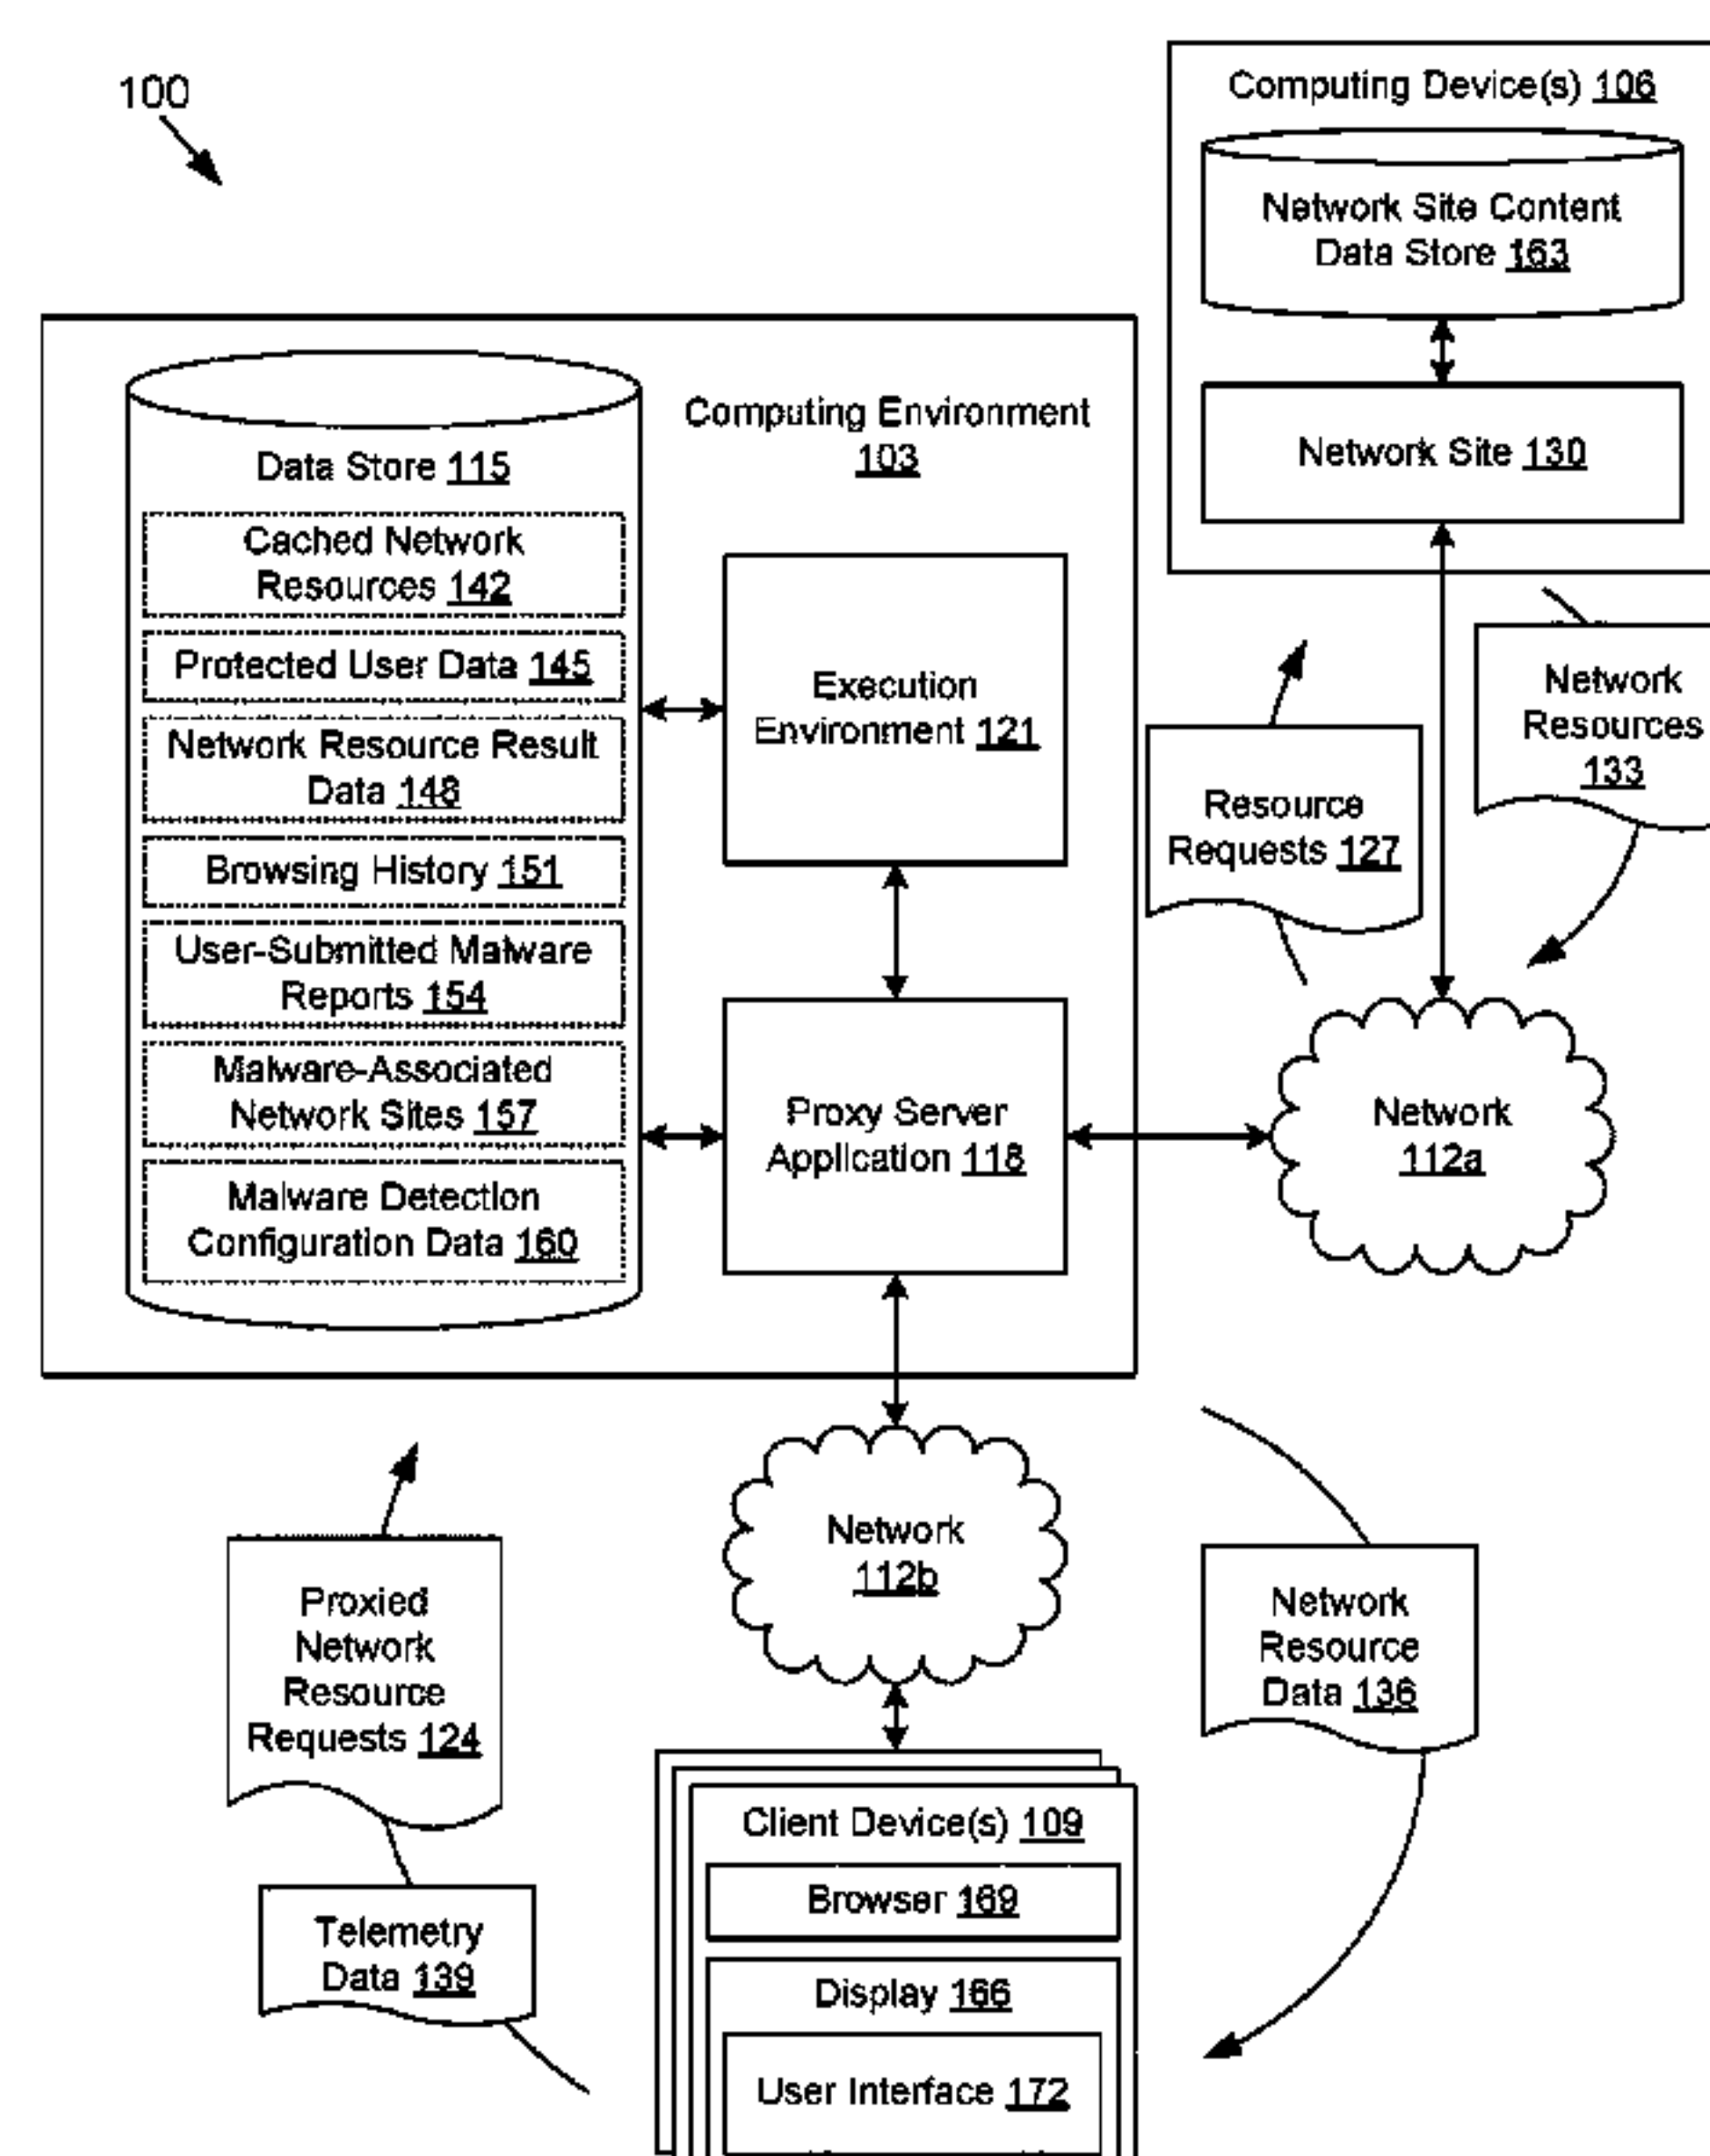 100
Computing Device(s) 106
Network Site Content
Data Store 163
Network Site 130
Computing Environment
103
Data Store 115
Cached Network
Resources 142
Protected User Data 145
Network Resource Result
Data 148
Browsing History 151
User-Submitted Malware
Reports 154
Malware-Associated
Network Sites 157
Malware Detection
Configuration Data 160
Execution
Environment 121
Proxy Server
Application 118
Resource
Requests 127
Network
Resources
133
Network
112a
Network
112b
Proxied
Network
Resource
Requests 124
Telemetry
Data 139
Network
Resource
Data 136
Client Device(s) 109
Browser 169
Display 166
User Interface 172